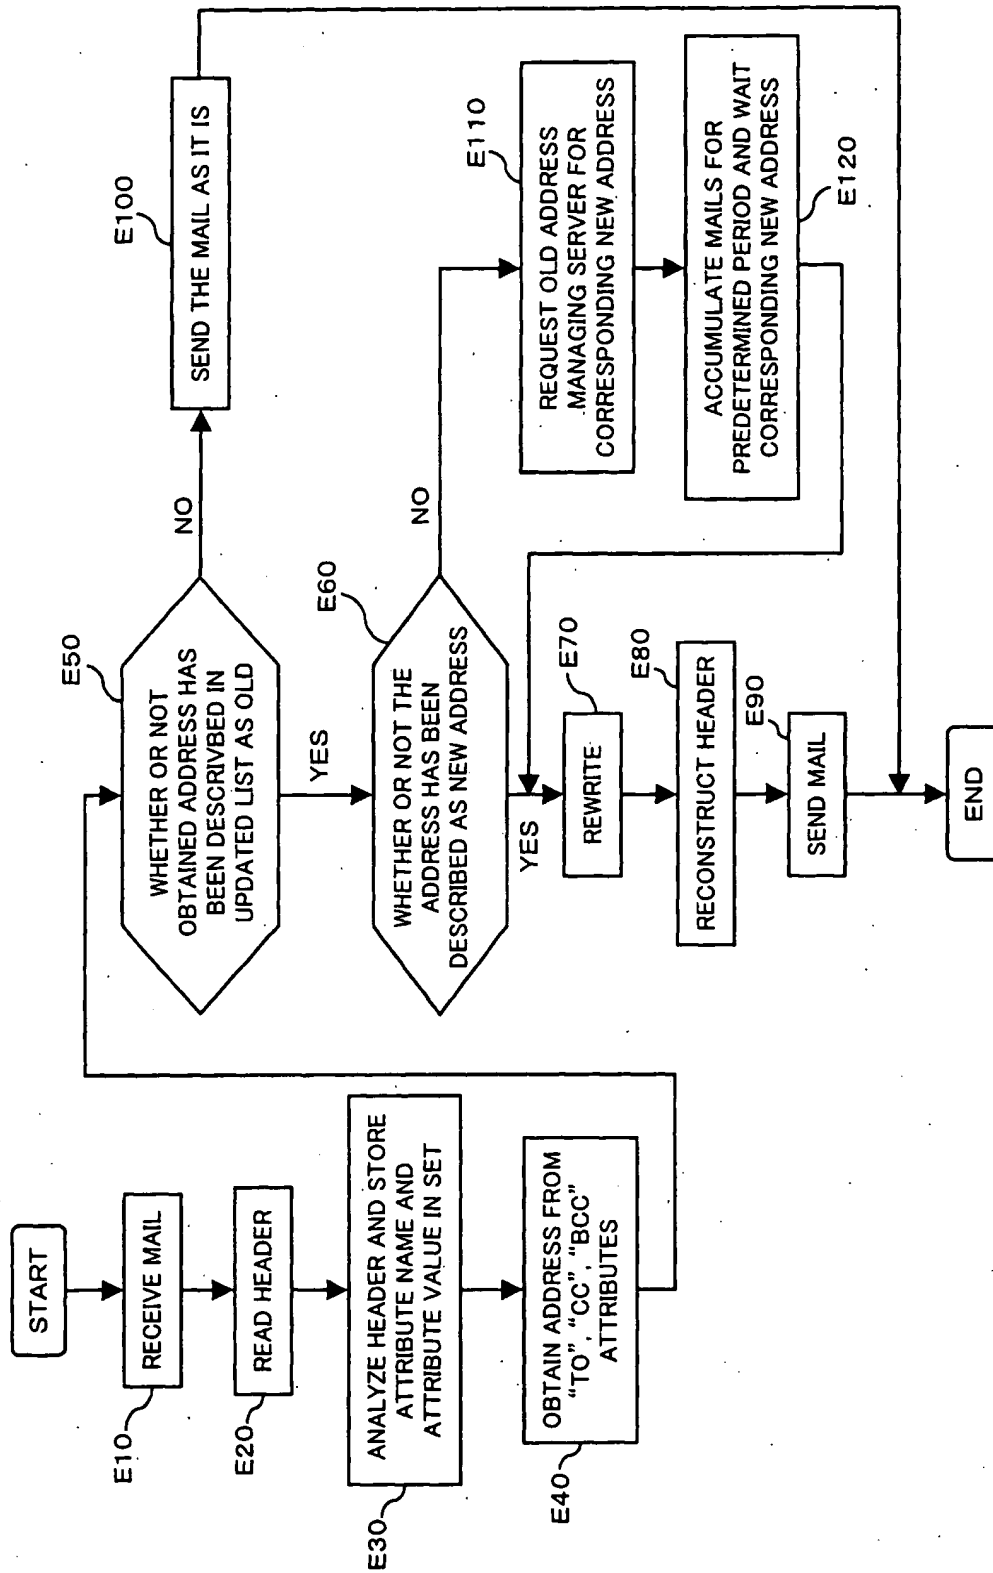 START
E10
RECEIVE MAIL
E20
READ HEADER
E30
ANALYZE HEADER AND STORE
ATTRIBUTE NAME AND
ATTRIBUTE VALUE IN SET
E40
OBTAIN ADDRESS FROM
“TO”, “CC”, “BCC”
ATTRIBUTES
E50
WHETHER OR NOT
OBTAINED ADDRESS HAS
BEEN DESCRIVBED IN
UPDATED LIST AS OLD
NO
YES
E100
SEND THE MAIL AS IT IS
E60
WHETHER OR NOT THE
ADDRESS HAS BEEN
DESCRIBED AS NEW ADDRESS
NO
YES
E110
REQUEST OLD ADDRESS
MANAGING SERVER FOR
CORRESPONDING NEW ADDRESS
ACCUMULATE MAILS FOR
PREDETERMINED PERIOD AND WAIT
CORRESPONDING NEW ADDRESS
E120
E70
REWRITE
E80
RECONSTRUCT HEADER
E90
SEND MAIL
END